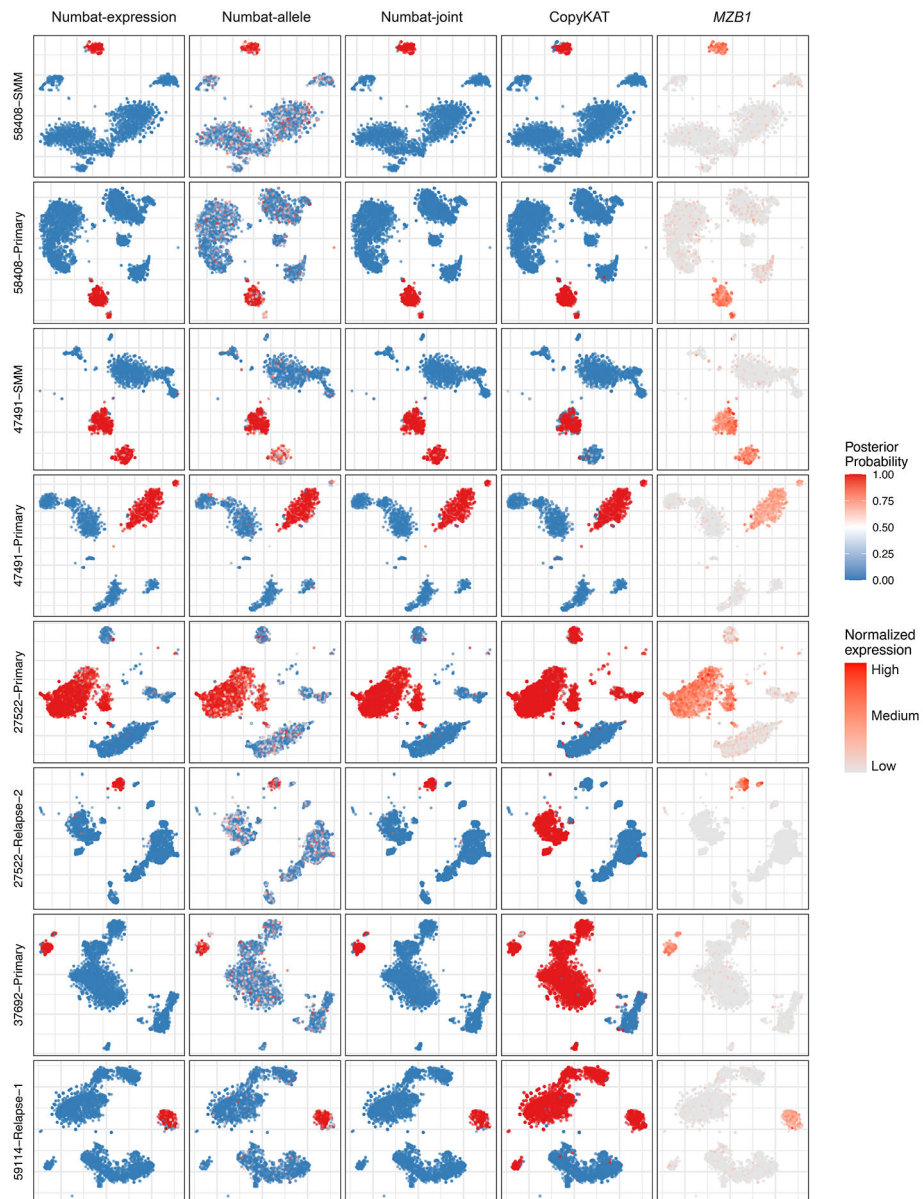 Numbat-expression Numbat-allele Numbat-joint CopyKAT MZB1
58408-SMM
58408-Primary
47491-SMM
47491-Primary
27522-Primary
27522-Relapse-2
37692-Primary
59114-Relapse-1
Posterior
Probability
1.00
0.75
0.50
0.25
0.00
Normalized
expression
High
Medium
Low